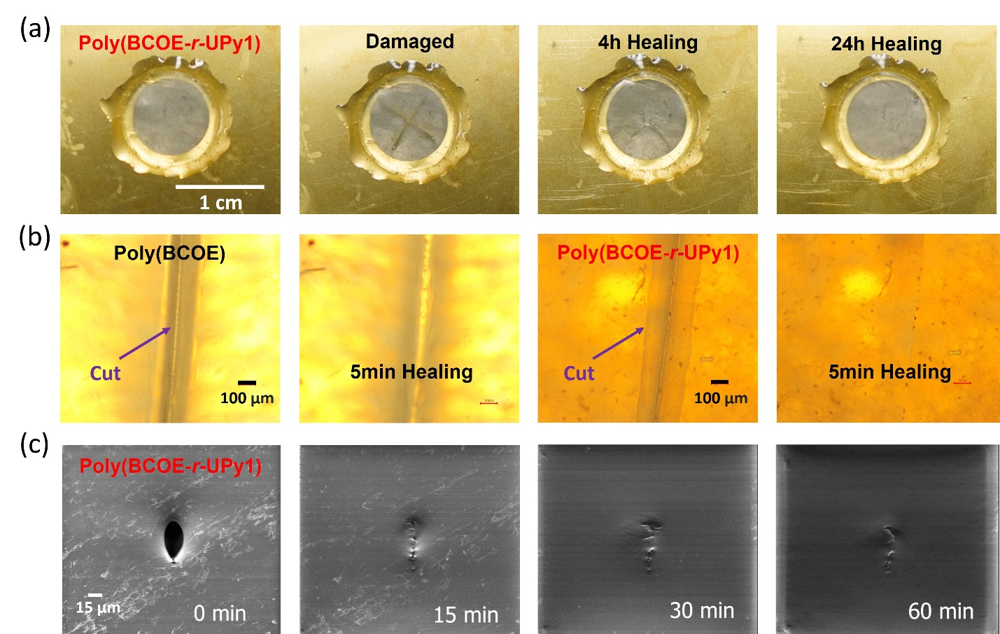 (a)
Poly(BCOE-r-UPy1)
Damaged
4h Healing
24h Healing
1 cm
(b)
Poly(BCOE)
Poly(BCOE-r-UPy1)
Cut
5min Healing
Cut
5min Healing
100 µm
100 µm
(c)
Poly(BCOE-r-UPy1)
15 µm
0 min
15 min
30 min
60 min